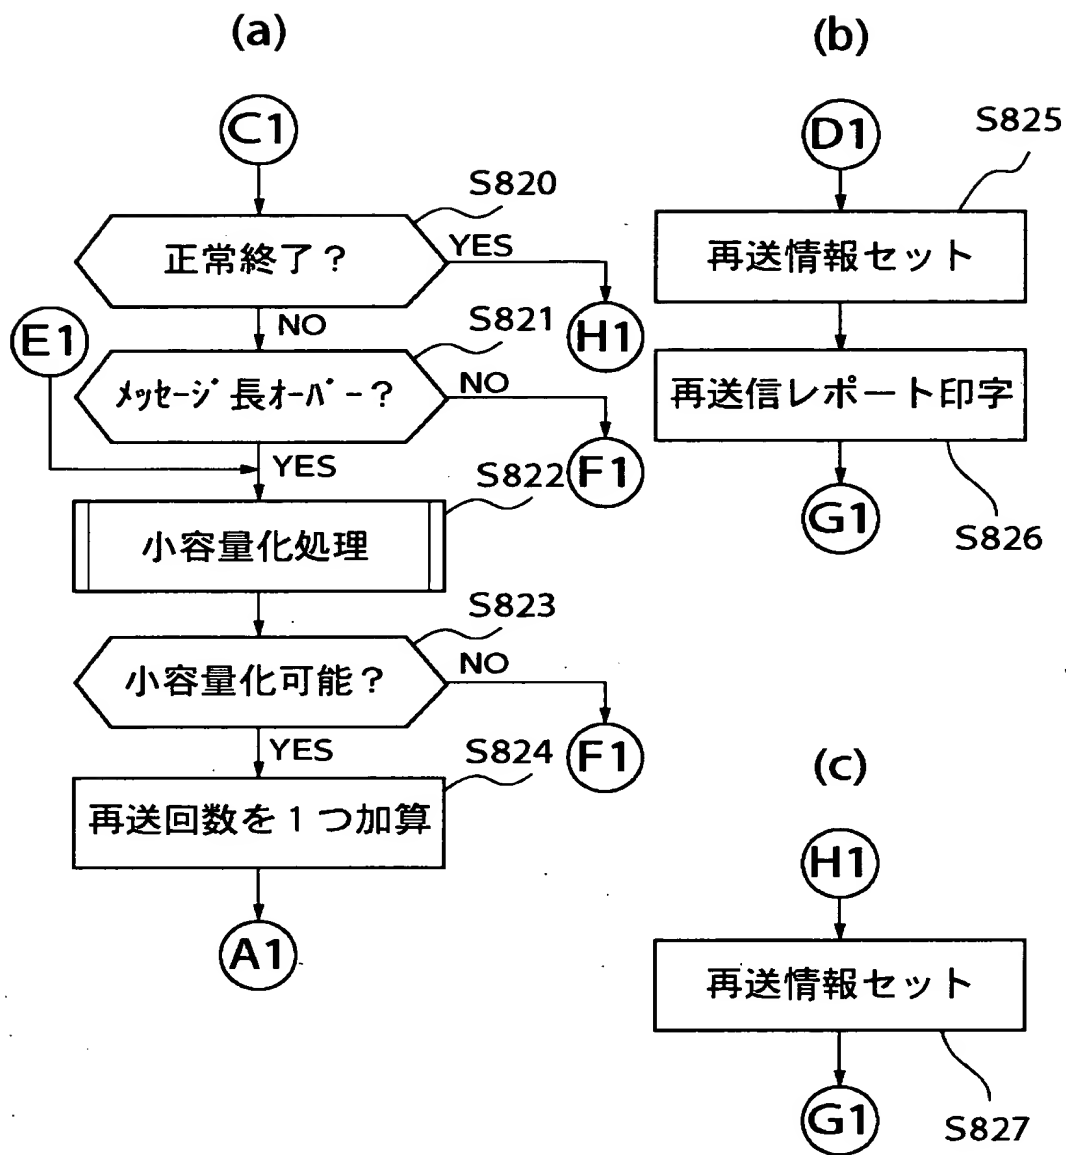 (a)
C1
S820
正常終了?
YES
H1
NO
E1
S821
メッセージ長オーバー?
NO
F1
YES
S822
小容量化処理
S823
小容量化可能?
NO
F1
YES
S824
再送回数を1つ加算
A1
(b)
D1
S825
再送情報セット
再送信レポート印字
G1
S826
(c)
H1
再送情報セット
G1
S827